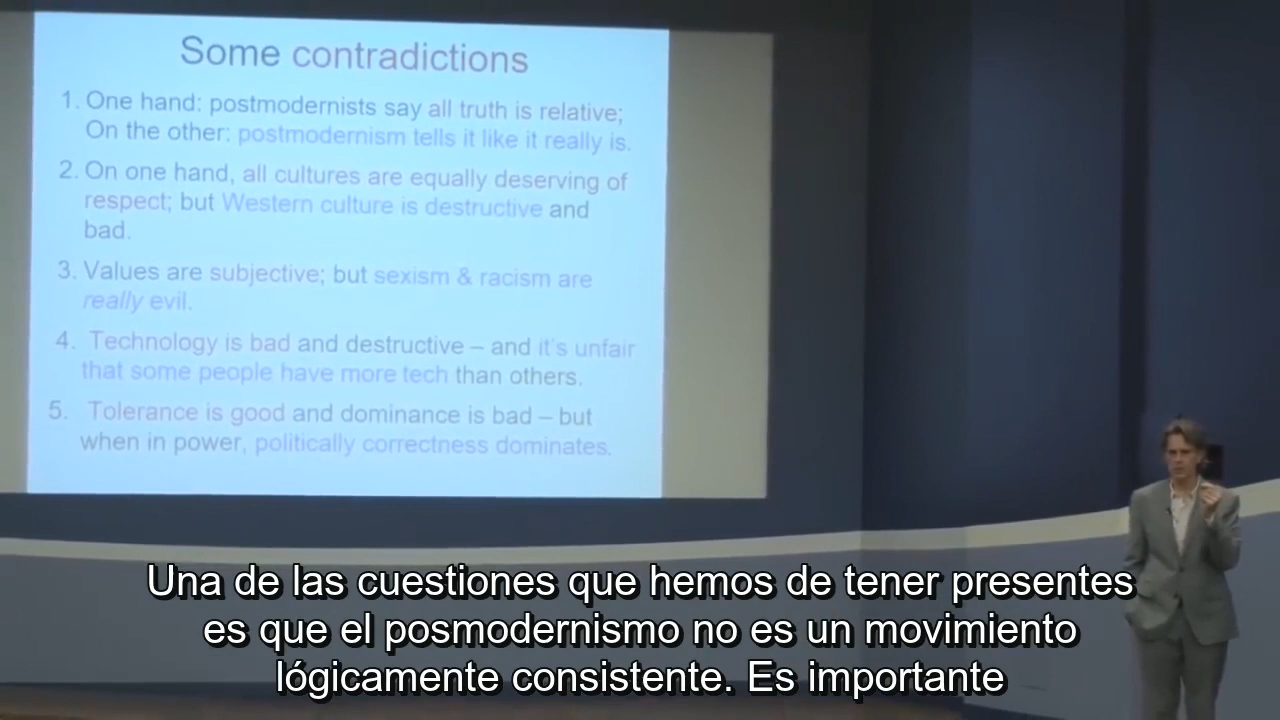 Some contradictions
1. One hand: postmodernists say all truth is relative;
On the other: postmodernism tells it like it really is.
2. On one hand, all cultures are equally deserving of
respect; but Western culture is destructive and
bad.
3. Values are subjective; but sexism & racism are
really evil.
4. Technology is bad and destructive – and it's unfair
that some people have more tech than others.
5. Tolerance is good and dominance is bad – but
when in power, politically correctness dominates.
Una de las cuestiones que hemos de tener presentes
es que el posmodernismo no es un movimiento
lógicamente consistente. Es importante